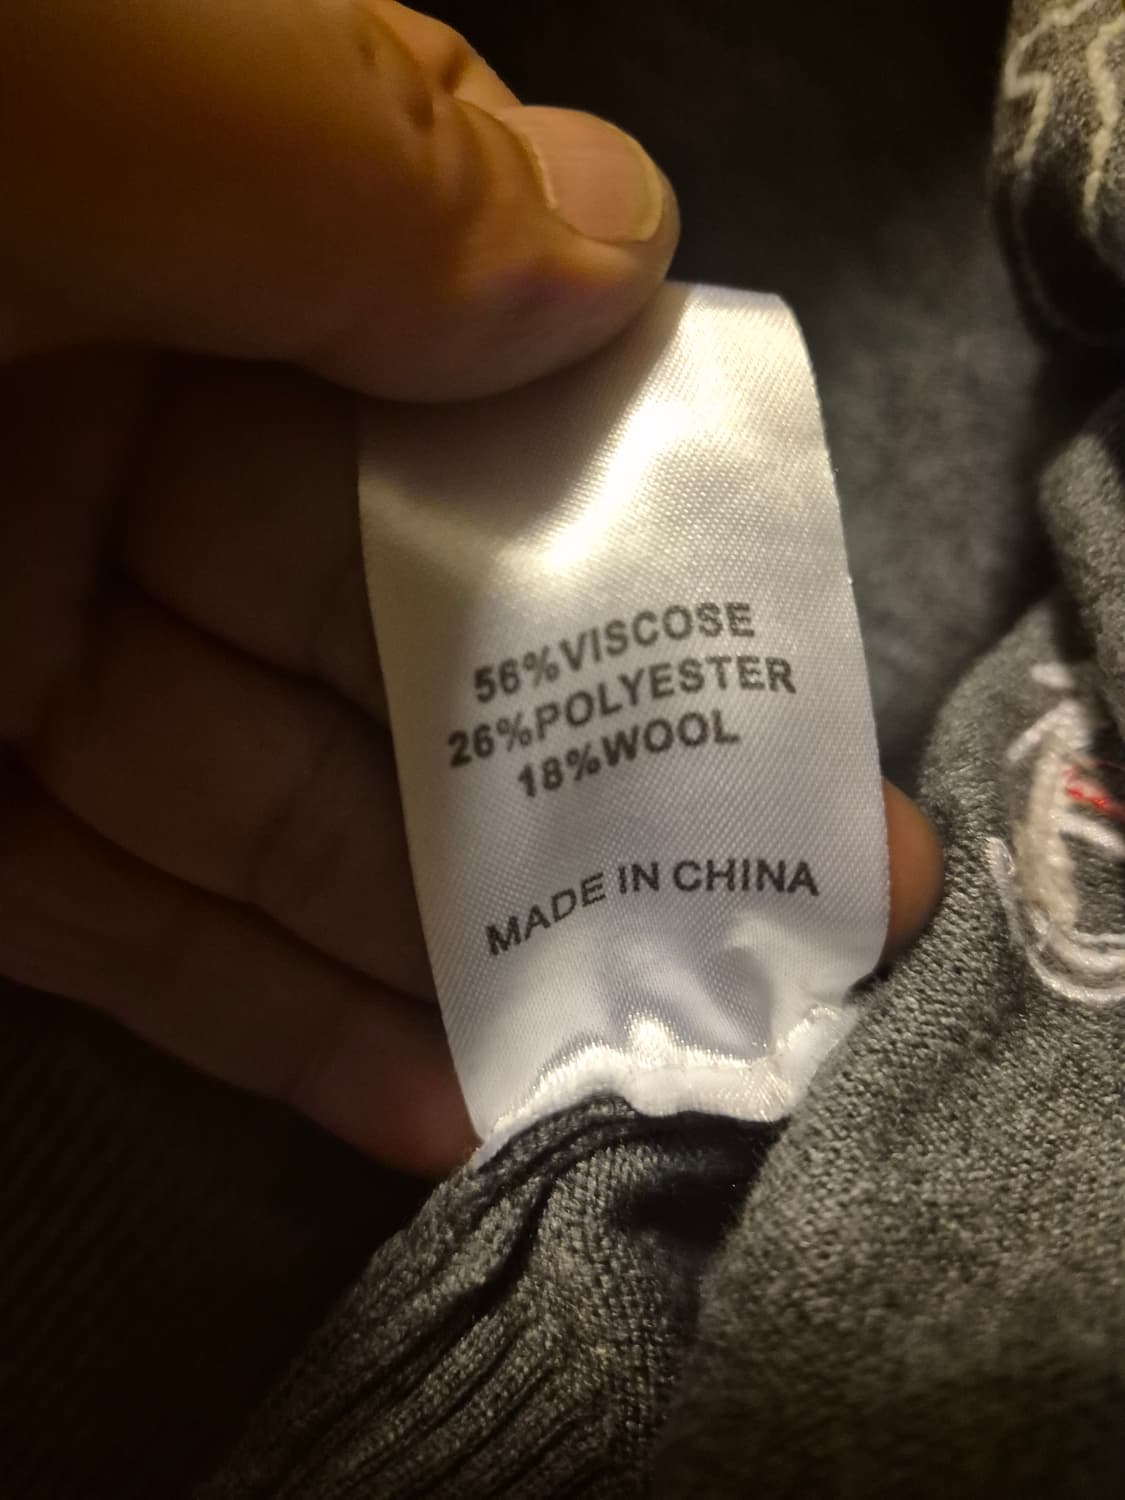 56%VISCOSE
26%POLYESTER
18%WOOL
MADE IN CHINA